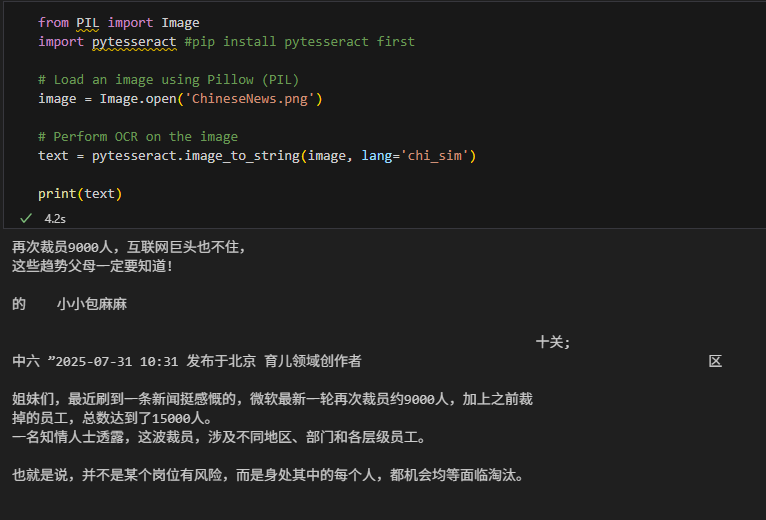 from PIL import Image
import pytesseract #pip install pytesseract first
# Load an image using Pillow (PIL)
image = Image.open('ChineseNews.png')
# Perform OCR on the image
text = pytesseract.image_to_string(image, lang='chi_sim')
print(text)
4.2s
再次裁员9000人，互联网巨头也不住，
这些趋势父母一定要知道！
的 小小包麻麻
十关；
中六 ”2025-07-31 10:31 发布于北京 育儿领域创作者 区
姐妹们，最近刷到一条新闻挺感慨的，微软最新一轮再次裁员约9000人，加上之前裁
掉的员工，总数达到了15000人。
一名知情人士透露，这波裁员，涉及不同地区、部门和各层级员工。
也就是说，并不是某个岗位有风险，而是身处其中的每个人，都机会均等面临淘汰。